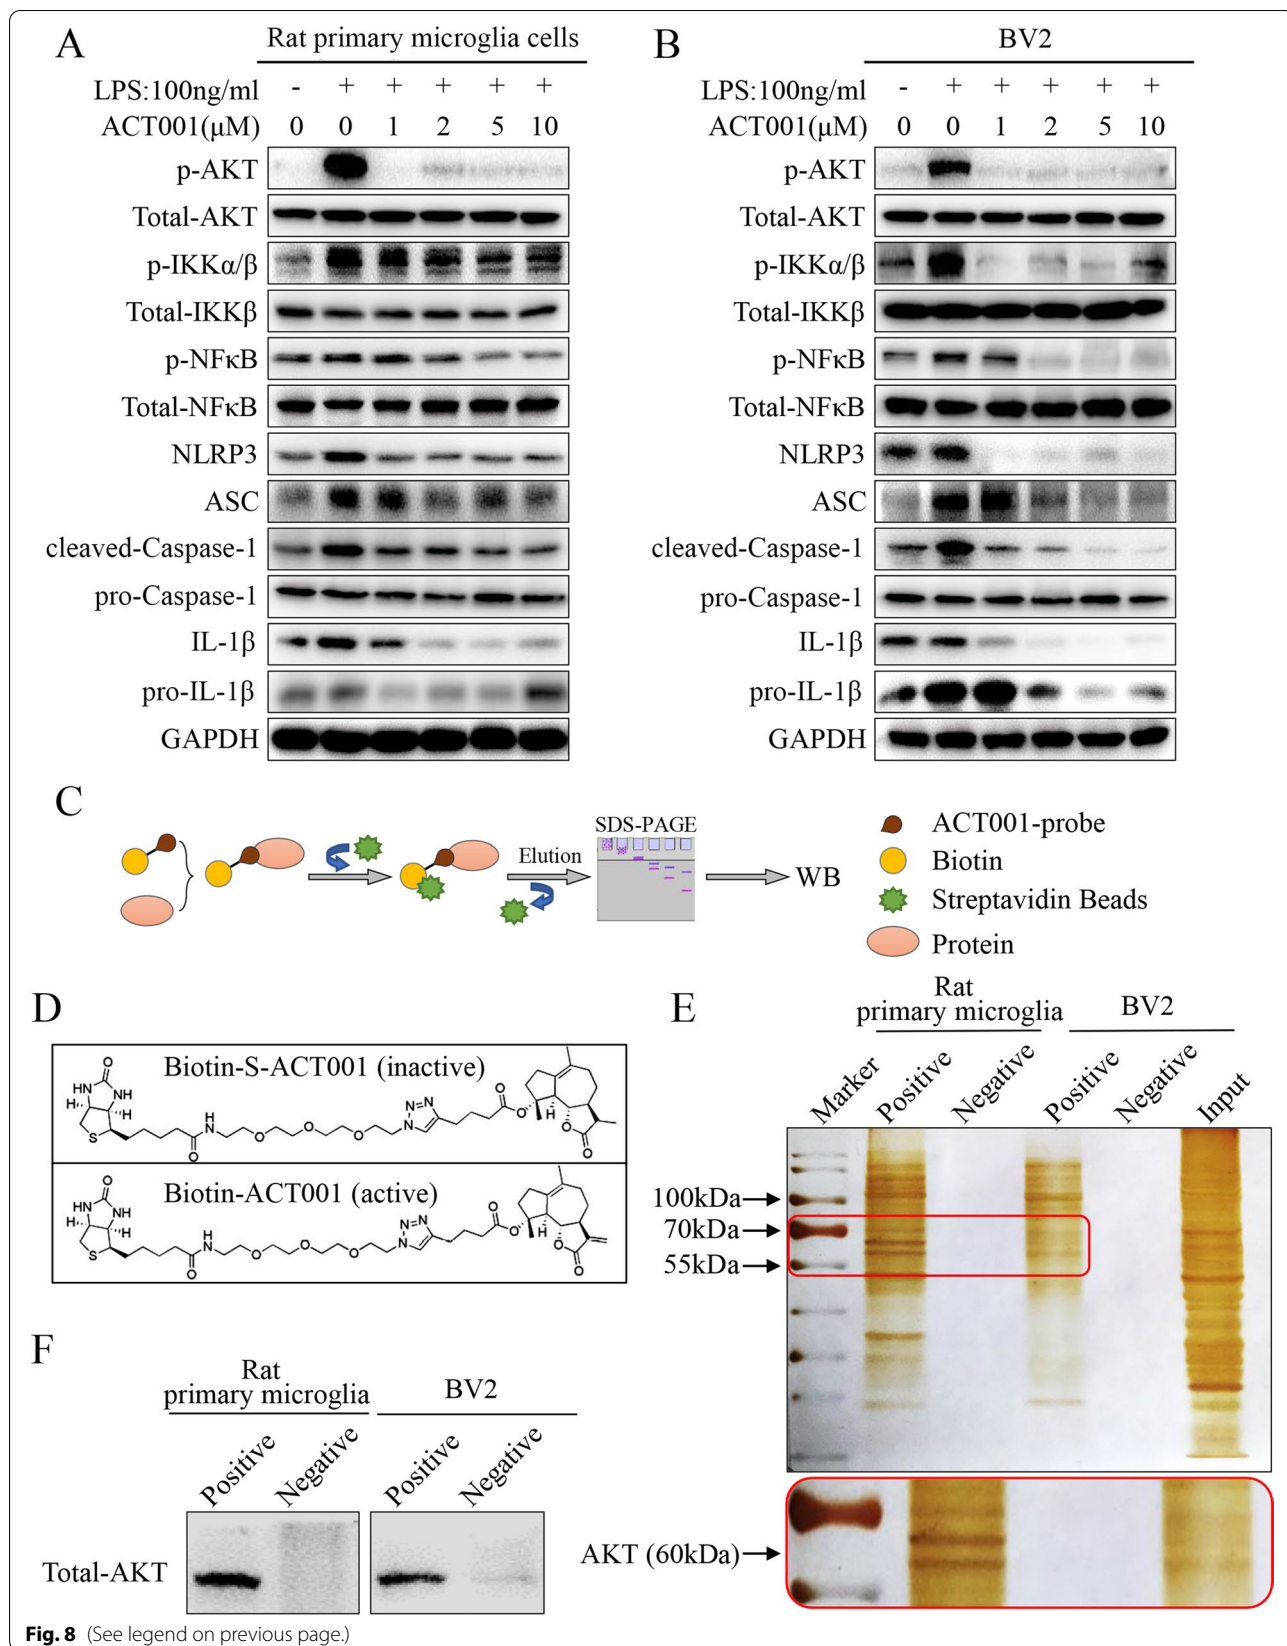 A
Rat primary microglia cells
LPS:100ng/ml - + + + + +
ACT001(μM) 0 0 1 2 5 10
p-AKT
Total-AKT
p-IKKα/β
Total-IKKβ
p-NFκB
Total-NFκB
NLRP3
ASC
cleaved-Caspase-1
pro-Caspase-1
IL-1β
pro-IL-1β
GAPDH
B
BV2
LPS:100ng/ml - + + + + +
ACT001(μM) 0 0 1 2 5 10
p-AKT
Total-AKT
p-IKKα/β
Total-IKKβ
p-NFκB
Total-NFκB
NLRP3
ASC
cleaved-Caspase-1
pro-Caspase-1
IL-1β
pro-IL-1β
GAPDH
C
Elution
SDS-PAGE
WB
ACT001-probe
Biotin
Streptavidin Beads
Protein
D
Biotin-S-ACT001 (inactive)
O
HN
NH
H
H
S
O
H
N
O
O
O
N
N=N
O
O
H
O
O
Biotin-ACT001 (active)
O
HN
NH
H
H
S
O
H
N
O
O
O
N
N=N
O
O
H
O
O
E
Rat
primary microglia
BV2
Marker
Positive
Negative
Positive
Negative
Input
100kDa
70kDa
55kDa
AKT (60kDa)
F
Rat
primary microglia
BV2
Positive
Negative
Positive
Negative
Total-AKT
Fig. 8 (See legend on previous page.)